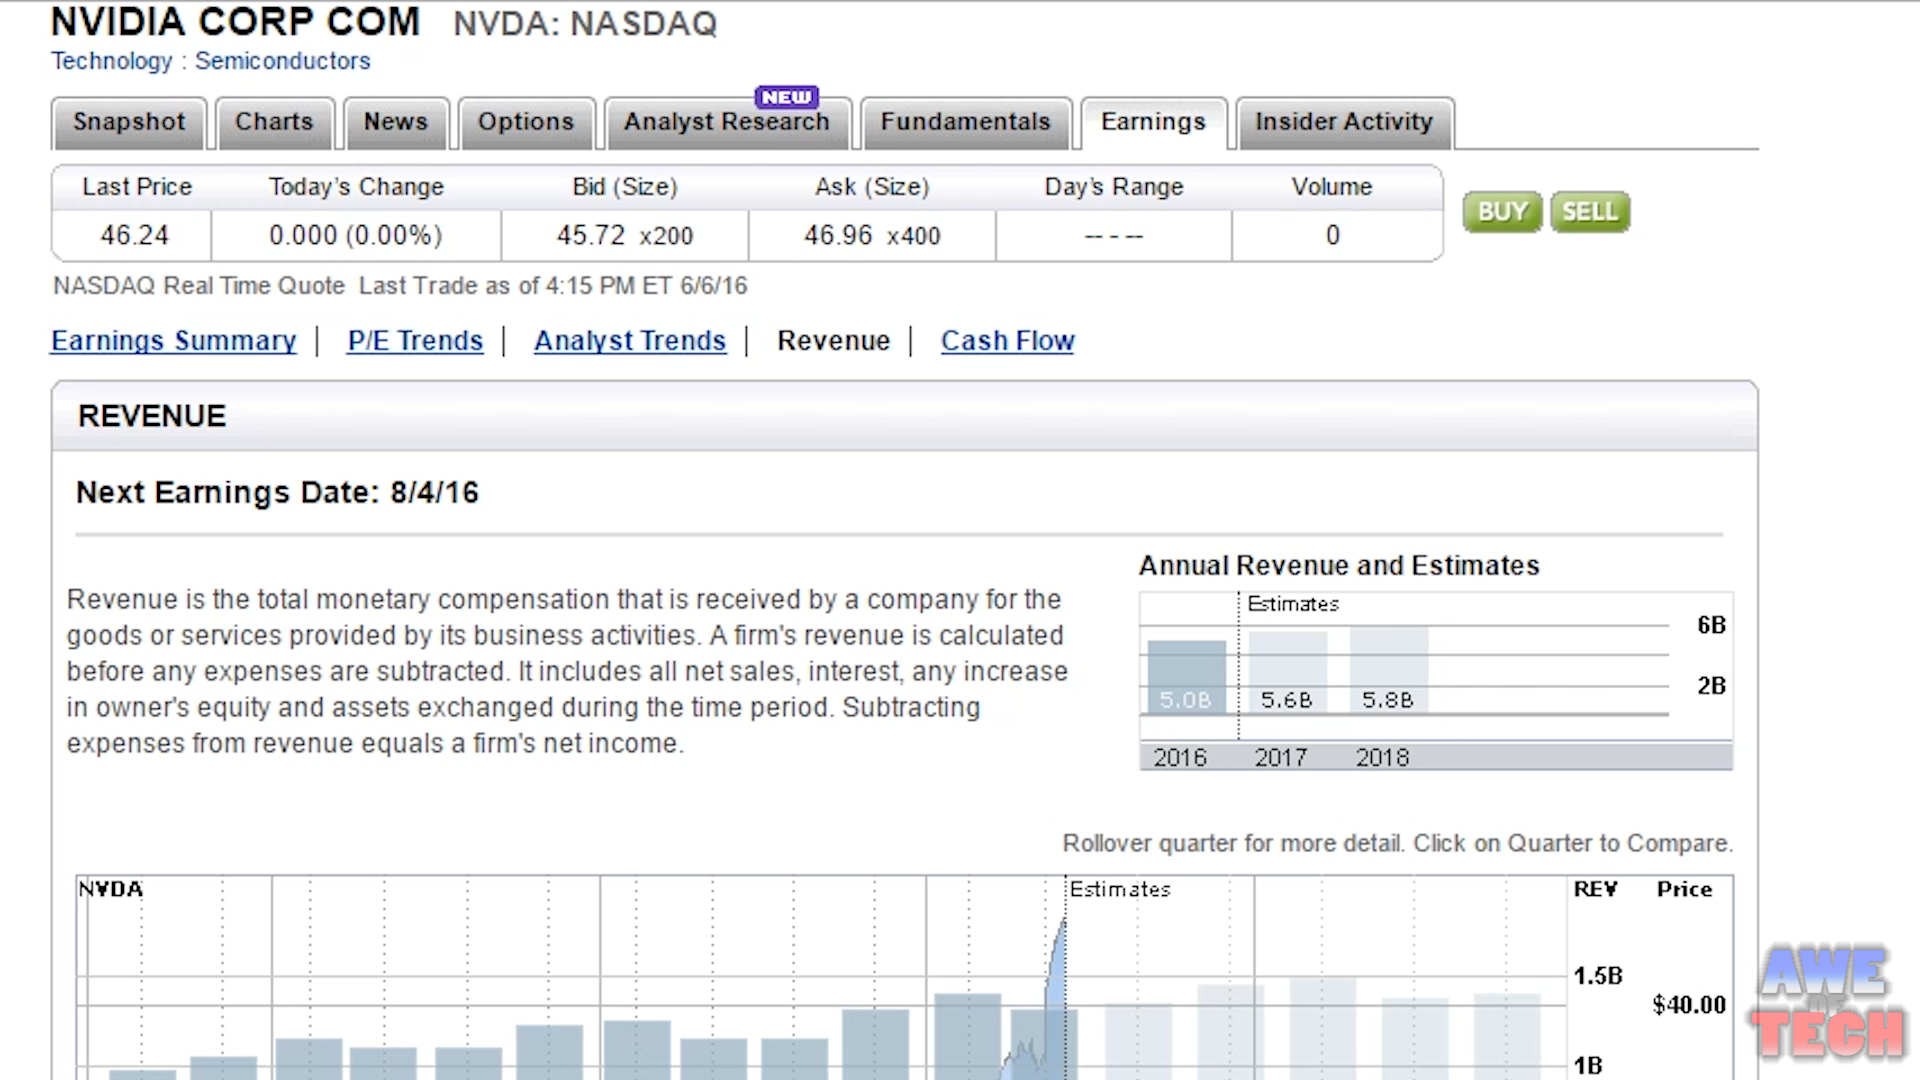 NVIDIA CORP COM NVDA: NASDAQ
Technology : Semiconductors
NEW
Snapshot Charts News Options Analyst Research Fundamentals Earnings Insider Activity
Last Price Today's Change Bid (Size) Ask (Size) Day's Range Volume
46.24 0.000 (0.00%) 45.72 x200 46.96 x400 -- - -- 0
BUY SELL
NASDAQ Real Time Quote Last Trade as of 4:15 PM ET 6/6/16
Earnings Summary | P/E Trends | Analyst Trends | Revenue | Cash Flow
REVENUE
Next Earnings Date: 8/4/16
Revenue is the total monetary compensation that is received by a company for the
goods or services provided by its business activities. A firm's revenue is calculated
before any expenses are subtracted. It includes all net sales, interest, any increase
in owner's equity and assets exchanged during the time period. Subtracting
expenses from revenue equals a firm's net income.
Annual Revenue and Estimates
Estimates
6B
2B
5.0B 5.6B 5.8B
2016 2017 2018
Rollover quarter for more detail. Click on Quarter to Compare.
NVDA Estimates REV Price
1.5B
$40.00
1B
AWE
OF
TECH